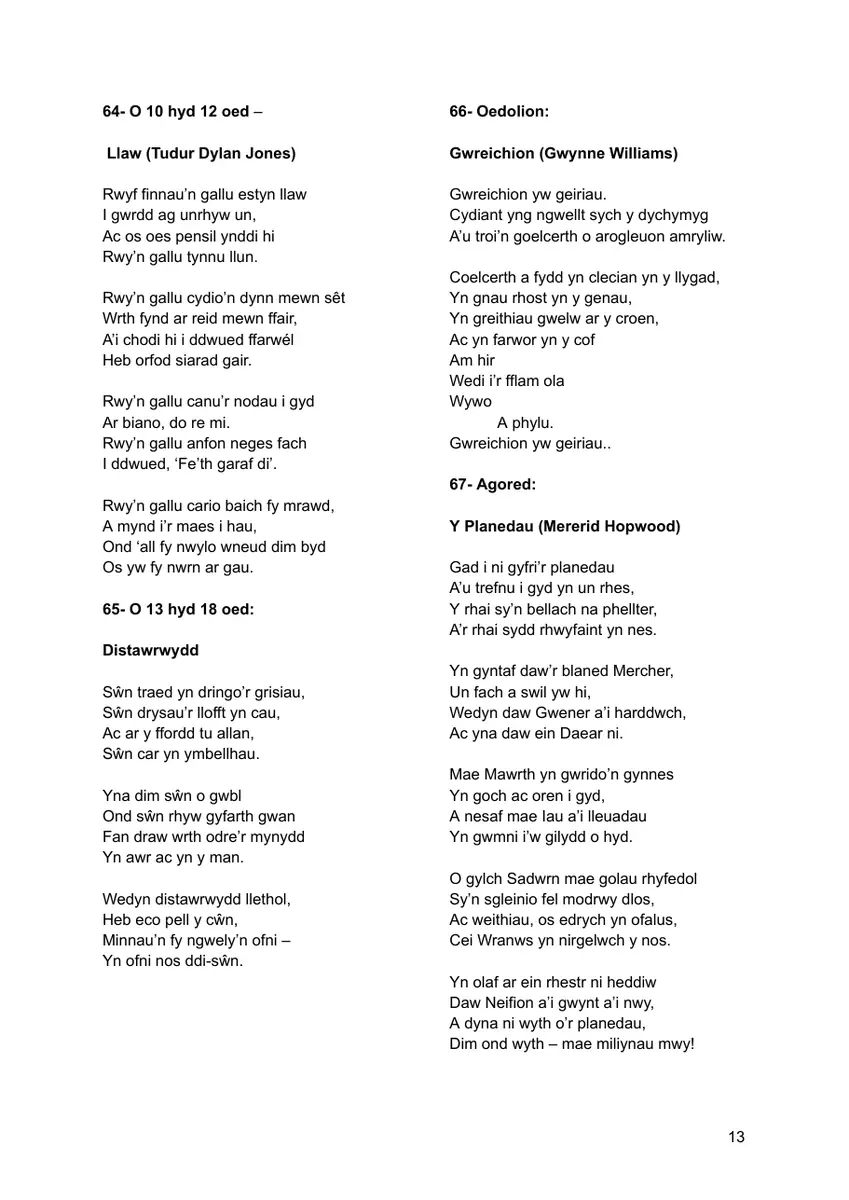 64- O 10 hyd 12 oed –
Llaw (Tudur Dylan Jones)
Rwyf finnau’n gallu estyn llaw
I gwrdd ag unrhyw un,
Ac os oes pensil ynddi hi
Rwy’n gallu tynnu llun.
Rwy’n gallu cydio’n dynn mewn sêt
Wrth fynd ar reid mewn ffair,
A’i chodi hi i ddwued ffarwél
Heb orfod siarad gair.
Rwy’n gallu canu’r nodau i gyd
Ar biano, do re mi.
Rwy’n gallu anfon neges fach
I ddwued, ‘Fe’th garaf di’.
Rwy’n gallu cario baich fy mrawd,
A mynd i’r maes i hau,
Ond ‘all fy nwylo wneud dim byd
Os yw fy nwrn ar gau.
65- O 13 hyd 18 oed:
Distawrwydd
Sŵn traed yn dringo’r grisiau,
Sŵn drysau’r llofft yn cau,
Ac ar y ffordd tu allan,
Sŵn car yn ymbellhau.
Yna dim sŵn o gwbl
Ond sŵn rhyw gyfarth gwan
Fan draw wrth odre’r mynydd
Yn awr ac yn y man.
Wedyn distawrwydd llethol,
Heb eco pell y cŵn,
Minnau’n fy ngwely’n ofni –
Yn ofni nos ddi-sŵn.
66- Oedolion:
Gwreichion (Gwynne Williams)
Gwreichion yw geiriau.
Cydiant yng ngwellt sych y dychymyg
A’u troi’n goelcerth o arogleuon amryliw.
Coelcerth a fydd yn clecian yn y llygad,
Yn gnau rhost yn y genau,
Yn greithiau gwelw ar y croen,
Ac yn farwor yn y cof
Am hir
Wedi i’r fflam ola
Wywo
A phylu.
Gwreichion yw geiriau..
67- Agored:
Y Planedau (Mererid Hopwood)
Gad i ni gyfri’r planedau
A’u trefnu i gyd yn un rhes,
Y rhai sy’n bellach na phellter,
A’r rhai sydd rhwyfaint yn nes.
Yn gyntaf daw’r blaned Mercher,
Un fach a swil yw hi,
Wedyn daw Gwener a’i harddwch,
Ac yna daw ein Daear ni.
Mae Mawrth yn gwrido’n gynnes
Yn goch ac oren i gyd,
A nesaf mae Iau a’i lleuadau
Yn gwmni i’w gilydd o hyd.
O gylch Sadwrn mae golau rhyfedol
Sy’n sgleinio fel modrwy dlos,
Ac weithiau, os edrych yn ofalus,
Cei Wranws yn nirgelwch y nos.
Yn olaf ar ein rhestr ni heddiw
Daw Neifion a’i gwynt a’i nwy,
A dyna ni wyth o’r planedau,
Dim ond wyth – mae miliynau mwy!
13